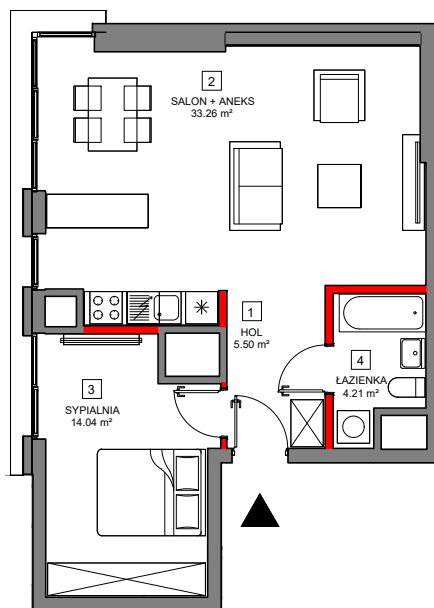 2
SALON + ANEKS
33.26 m²
1
HOL
5.50 m²
4
ŁAZIENKA
4.21 m²
3
SYPIALNIA
14.04 m²